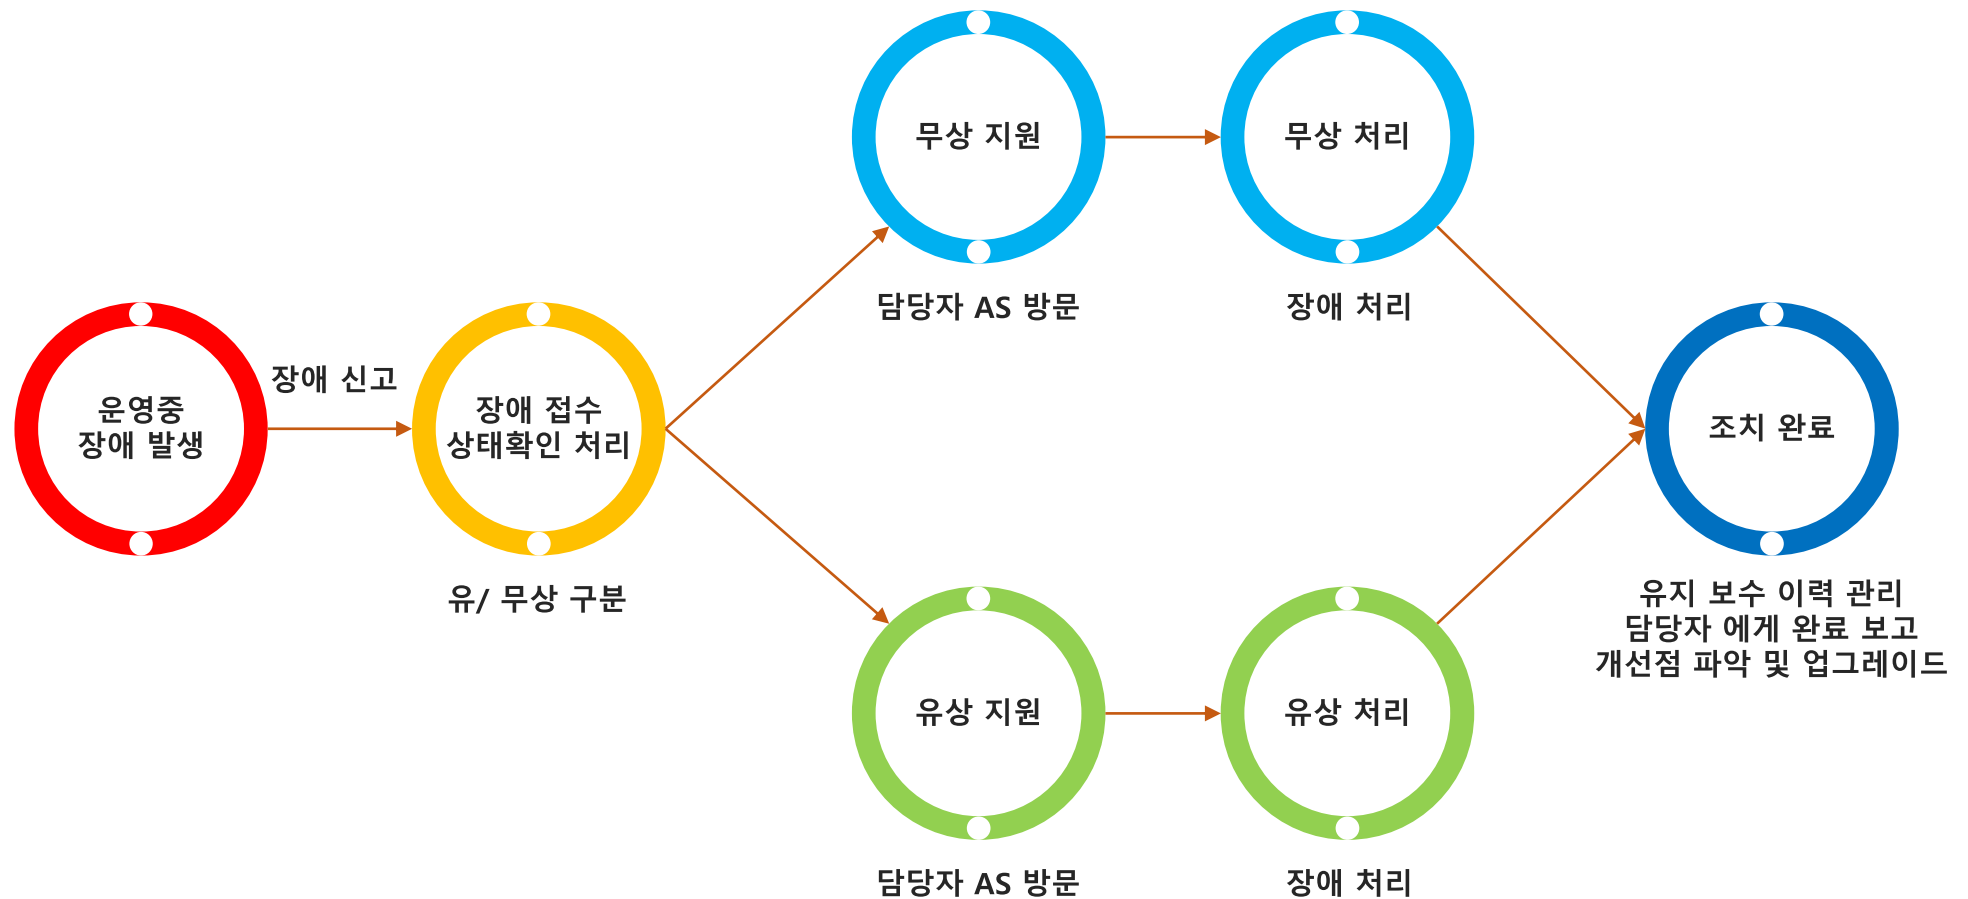 무상 지원
무상 처리
담당자 AS 방문
장애 처리
운영중
장애 발생
장애 신고
장애 접수
상태확인 처리
유/ 무상 구분
조치 완료
유지 보수 이력 관리
담당자 에게 완료 보고
개선점 파악 및 업그레이드
유상 지원
유상 처리
담당자 AS 방문
장애 처리